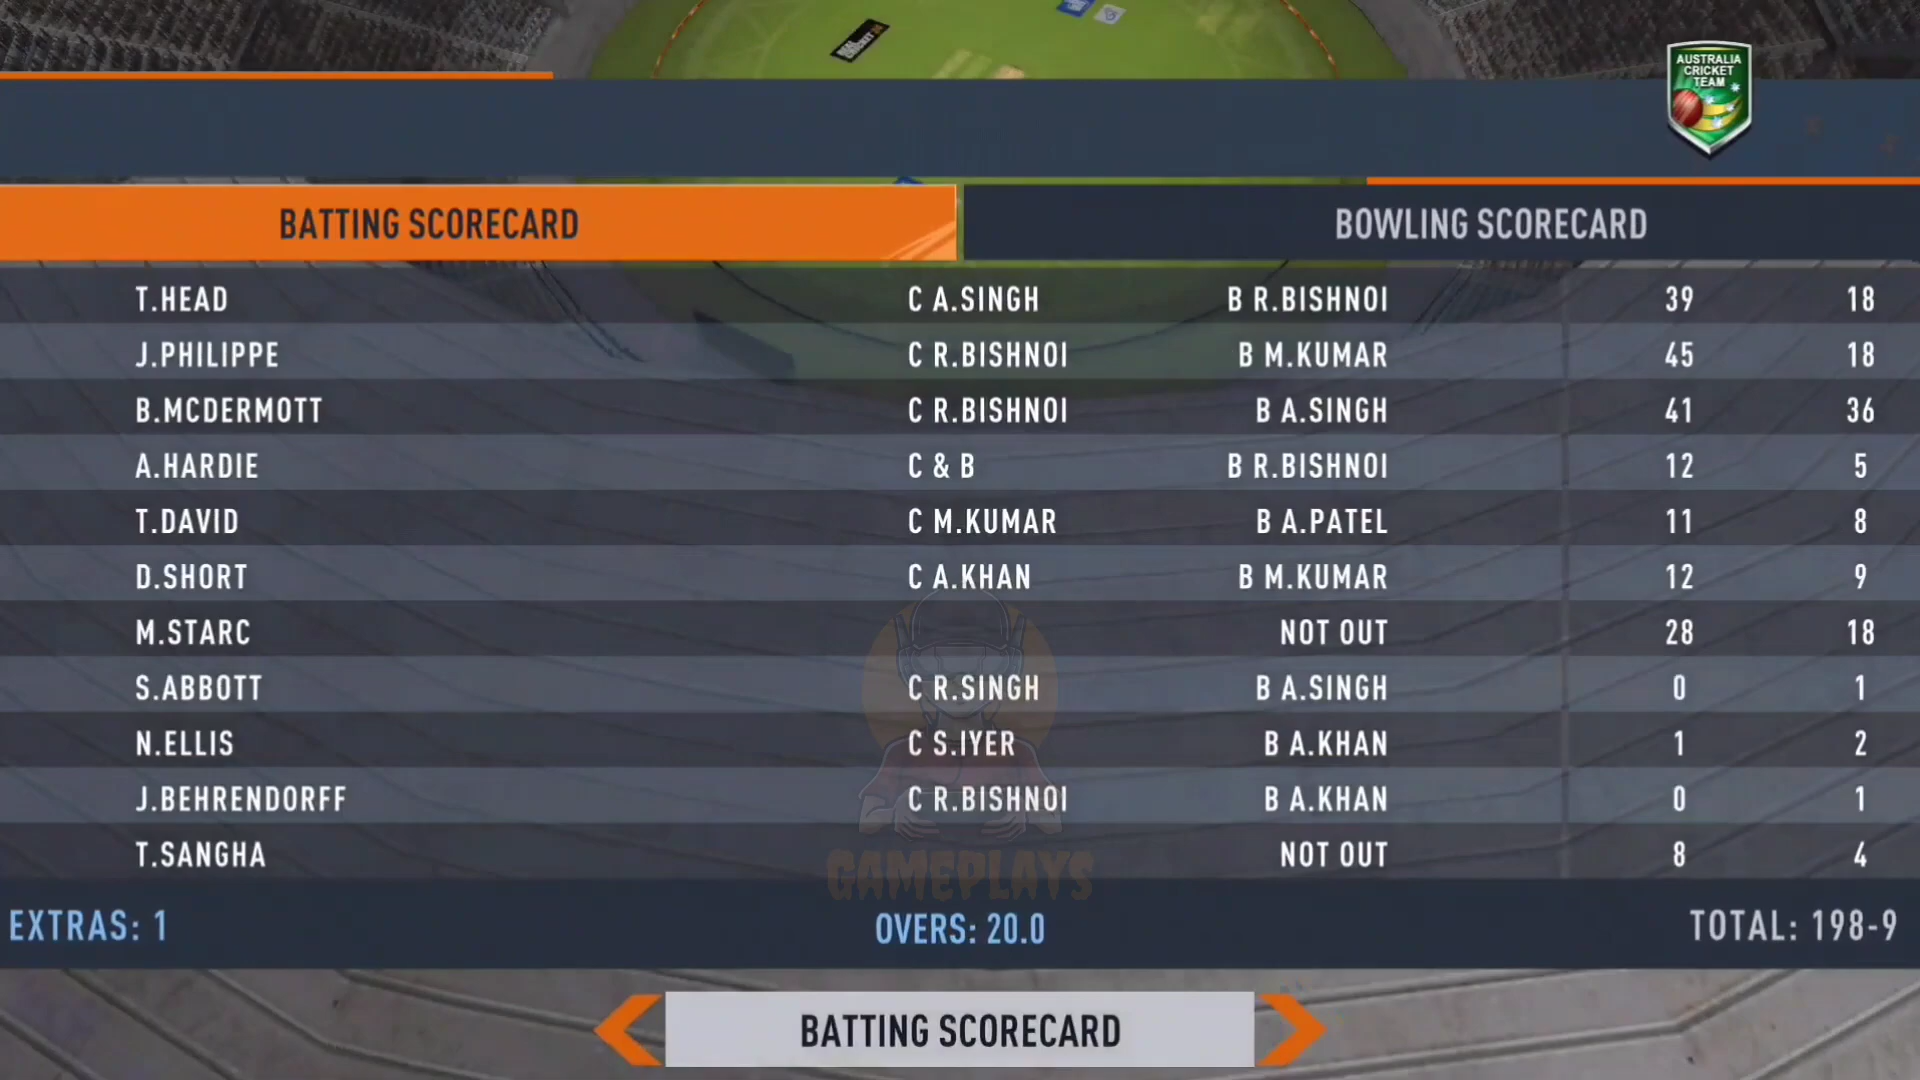 REAL CRICKET
AUSTRALIA
CRICKET
TEAM
BATTING SCORECARD BOWLING SCORECARD
T.HEAD C A.SINGH B R.BISHNOI 39 18
J.PHILIPPE C R.BISHNOI B M.KUMAR 45 18
B.MCDERMOTT C R.BISHNOI B A.SINGH 41 36
A.HARDIE C & B B R.BISHNOI 12 5
T.DAVID C M.KUMAR B A.PATEL 11 8
D.SHORT C A.KHAN B M.KUMAR 12 9
M.STARC NOT OUT 28 18
S.ABBOTT C R.SINGH B A.SINGH 0 1
N.ELLIS C S.IYER B A.KHAN 1 2
J.BEHRENDORFF C R.BISHNOI B A.KHAN 0 1
T.SANGHA NOT OUT 8 4
GAMEPLAYS
EXTRAS: 1 OVERS: 20.0 TOTAL: 198-9
BATTING SCORECARD